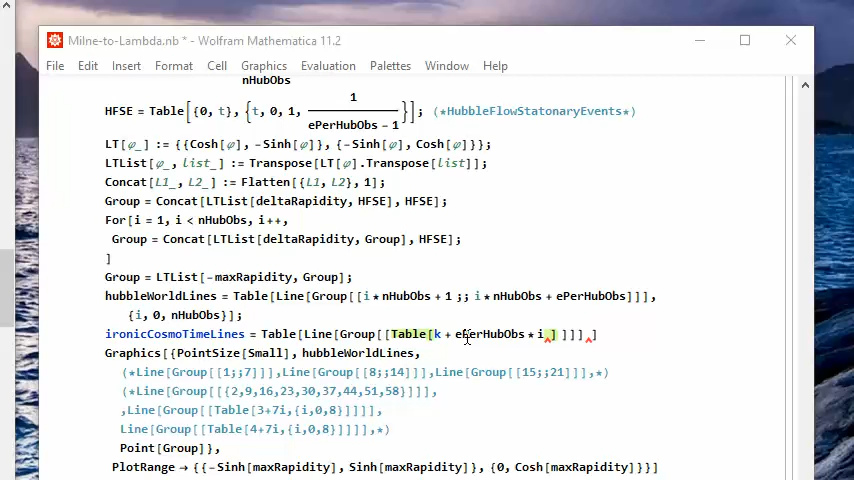 Milne-to-Lambda.nb * - Wolfram Mathematica 11.2
File Edit Insert Format Cell Graphics Evaluation Palettes Window Help
nHubObs
HFSE = Table[{0, t}, {t, 0, 1, 1/(ePerHubObs - 1)}]; (*HubbleFlowStatonaryEvents*)
LT[φ_] := {{Cosh[φ], -Sinh[φ]}, {-Sinh[φ], Cosh[φ]}};
LTList[φ_, list_] := Transpose[LT[φ].Transpose[list]];
Concat[L1_, L2_] := Flatten[{L1, L2}, 1];
Group = Concat[LTList[deltaRapidity, HFSE], HFSE];
For[i = 1, i < nHubObs, i++,
Group = Concat[LTList[deltaRapidity, Group], HFSE];
]
Group = LTList[-maxRapidity, Group];
hubbleWorldLines = Table[Line[Group[[i*nHubObs + 1 ;; i*nHubObs + ePerHubObs]]],
{i, 0, nHubObs}];
ironicCosmoTimeLines = Table[Line[Group[[Table[k + ePerHubObs * i,] ]]] ,]
Graphics[{PointSize[Small], hubbleWorldLines,
(*Line[Group[[1;;7]]],Line[Group[[8;;14]]],Line[Group[[15;;21]]],*)
(*Line[Group[[{2,9,16,23,30,37,44,51,58}]]],
,Line[Group[[Table[3+7i,{i,0,8}]]]],
Line[Group[[Table[4+7i,{i,0,8}]]]],*)
Point[Group]},
PlotRange → {{-Sinh[maxRapidity], Sinh[maxRapidity]}, {0, Cosh[maxRapidity]}}]